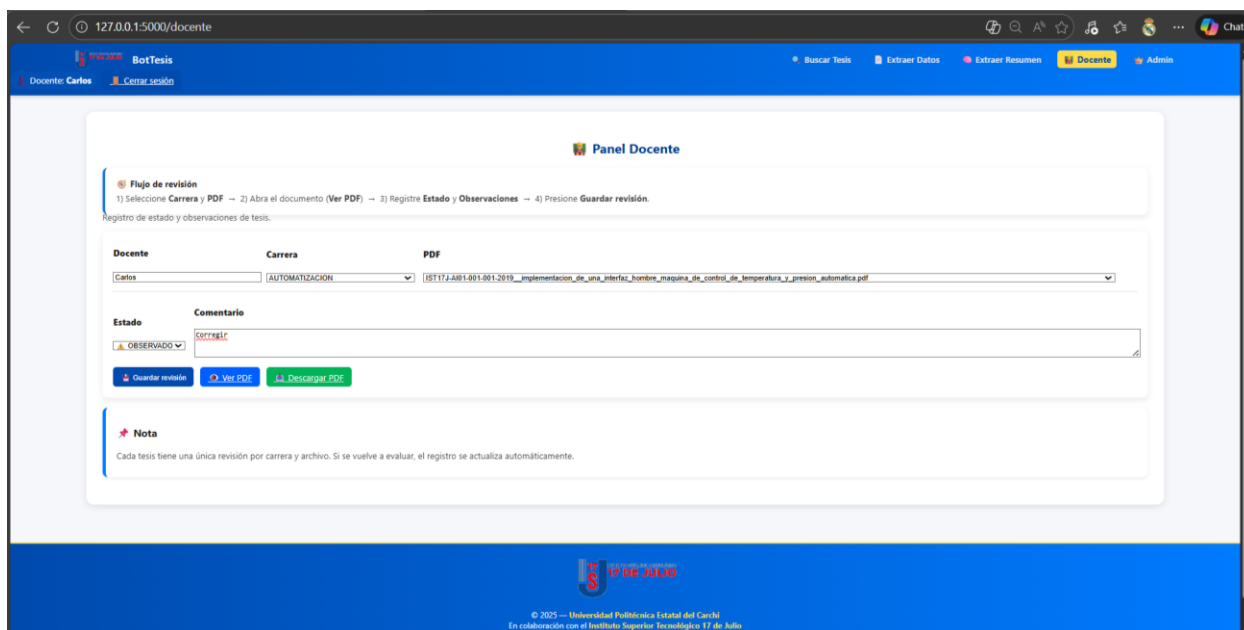 127.0.0.1:5000/docente
Chat
BotTesis
Buscar Tesis Extraer Datos Extraer Resumen Docente Admin
Docente: Carlos Cerrar sesión
Panel Docente
Flujo de revisión
1) Seleccione Carrera y PDF → 2) Abra el documento (Ver PDF) → 3) Registre Estado y Observaciones → 4) Presione Guardar revisión.
Registro de estado y observaciones de tesis.
Docente Carrera PDF
Carlos AUTOMATIZACION IST17J-AI01-001-001-2019__implementacion_de_una_interfaz_hombre_maquina_de_control_de_temperatura_y_presion_automatica.pdf
Estado Comentario
OBSERVADO Corregir
Guardar revisión Ver PDF Descargar PDF
Nota
Cada tesis tiene una única revisión por carrera y archivo. Si se vuelve a evaluar, el registro se actualiza automáticamente.
17 DE JULIO
© 2025 — Universidad Politécnica Estatal del Carchi
En colaboración con el Instituto Superior Tecnológico 17 de Julio